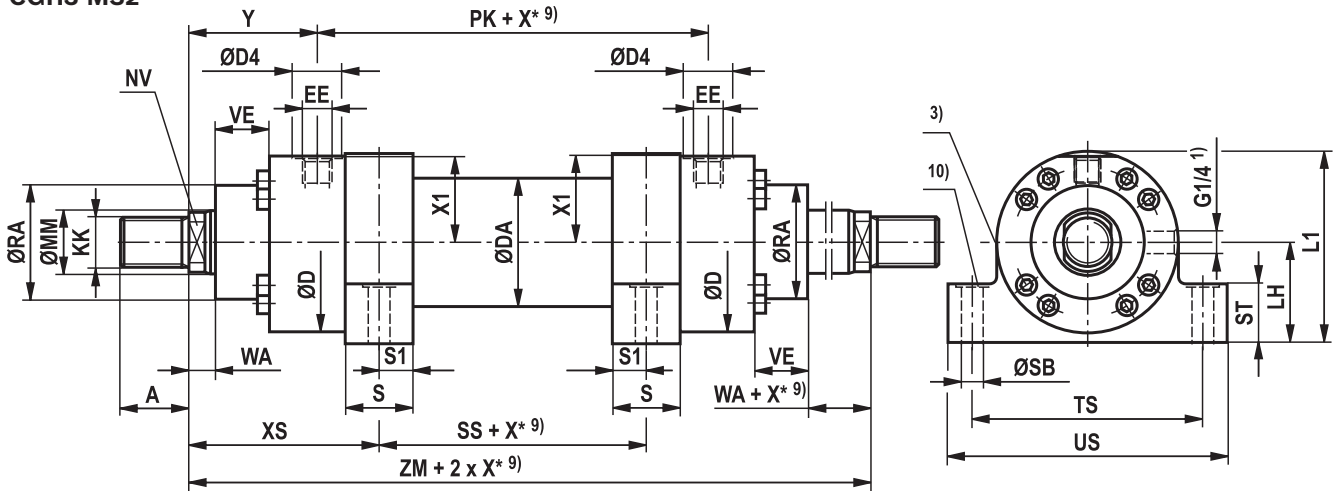 CGH3 MS2
Y
PK + X* 9)
ØD4
ØD4
NV
EE
EE
VE
3)
10)
G1/4 1)
X1
X1
ØRA
ØMM
KK
ØDA
ØRA
L1
ØD
ØD
LH
ST
WA
S1
S1
VE
ØSB
A
S
S
WA + X* 9)
TS
XS
SS + X* 9)
US
ZM + 2 x X* 9)